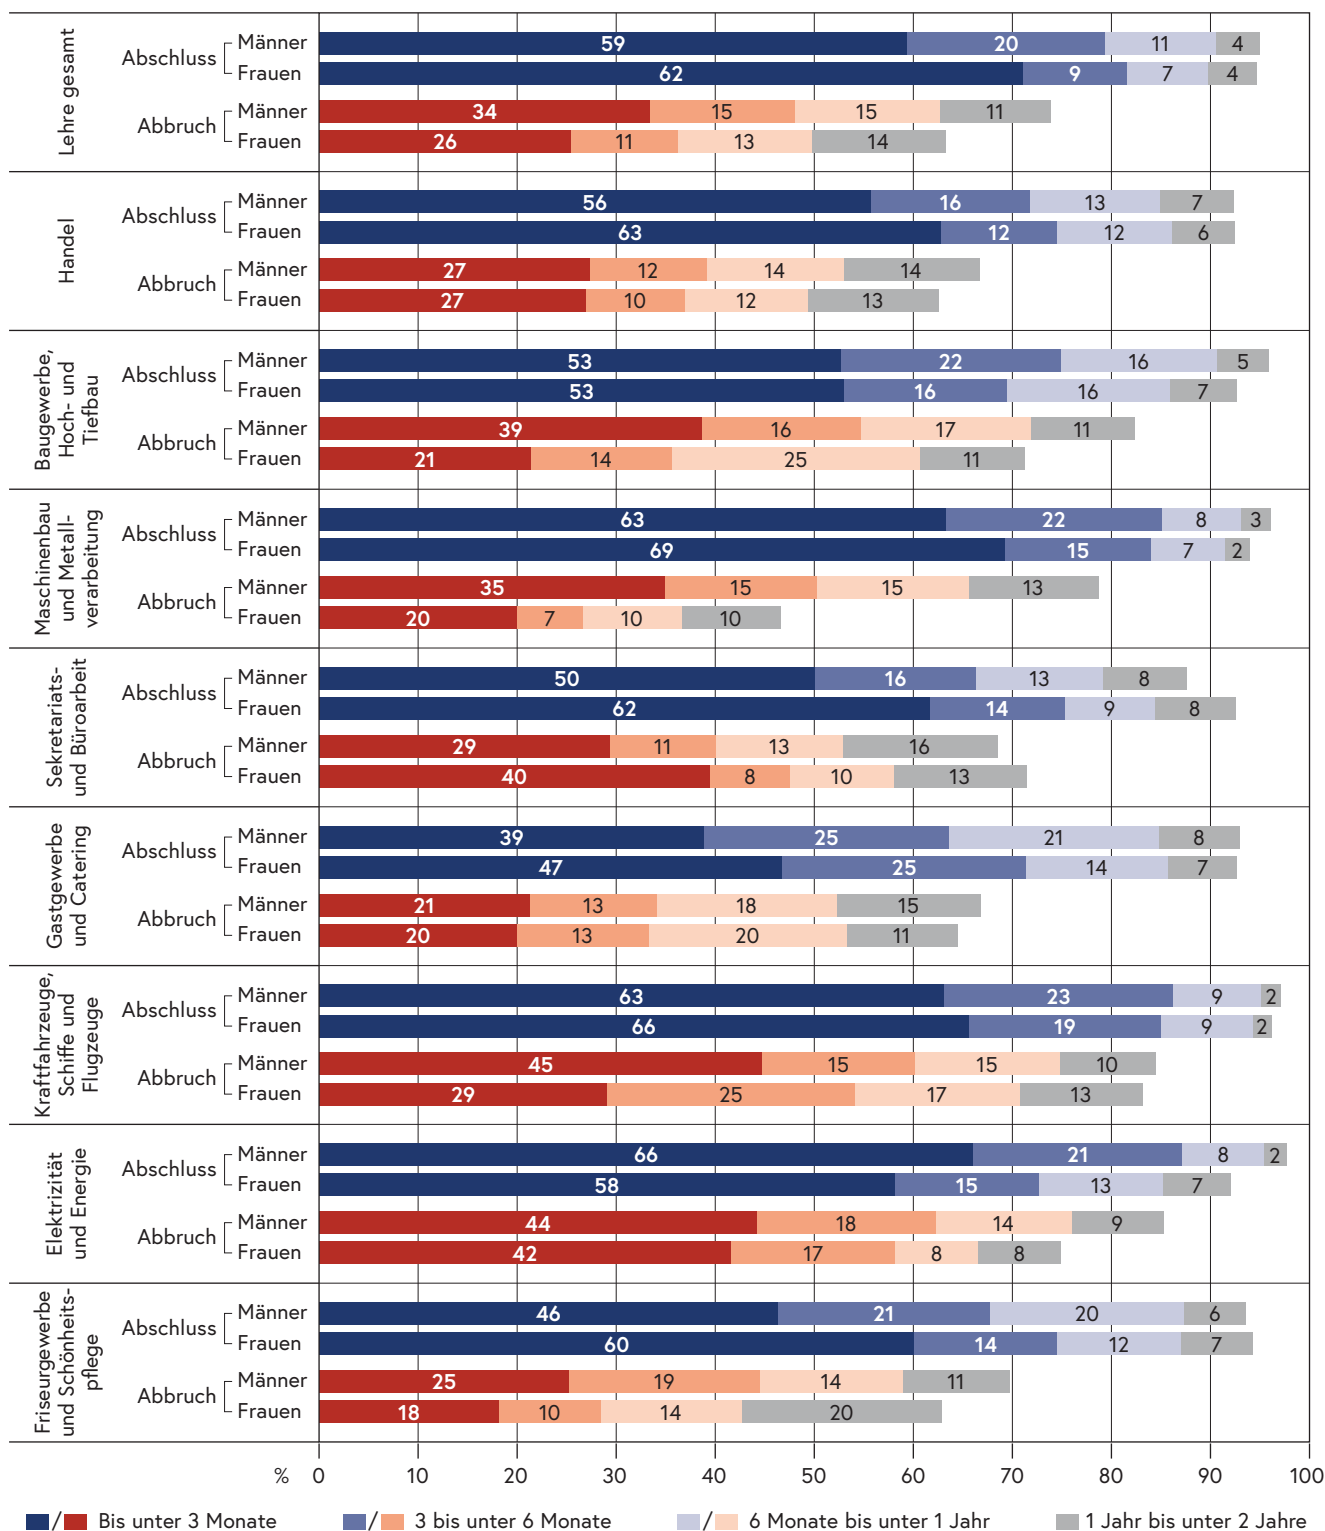 Lehre gesamt
Abschluss
Männer 59 20 11 4
Frauen 62 9 7 4
Abbruch
Männer 34 15 15 11
Frauen 26 11 13 14
Handel
Abschluss
Männer 56 16 13 7
Frauen 63 12 12 6
Abbruch
Männer 27 12 14 14
Frauen 27 10 12 13
Baugewerbe,
Hoch- und
Tiefbau
Abschluss
Männer 53 22 16 5
Frauen 53 16 16 7
Abbruch
Männer 39 16 17 11
Frauen 21 14 25 11
Maschinenbau
und Metall-
verarbeitung
Abschluss
Männer 63 22 8 3
Frauen 69 15 7 2
Abbruch
Männer 35 15 15 13
Frauen 20 7 10 10
Sekretariats-
und Büroarbeit
Abschluss
Männer 50 16 13 8
Frauen 62 14 9 8
Abbruch
Männer 29 11 13 16
Frauen 40 8 10 13
Gastgewerbe
und Catering
Abschluss
Männer 39 25 21 8
Frauen 47 25 14 7
Abbruch
Männer 21 13 18 15
Frauen 20 13 20 11
Kraftfahrzeuge,
Schiffe und
Flugzeuge
Abschluss
Männer 63 23 9 2
Frauen 66 19 9 2
Abbruch
Männer 45 15 15 10
Frauen 29 25 17 13
Elektrizität
und Energie
Abschluss
Männer 66 21 8 2
Frauen 58 15 13 7
Abbruch
Männer 44 18 14 9
Frauen 42 17 8 8
Friseurgewerbe
und Schönheits-
pflege
Abschluss
Männer 46 21 20 6
Frauen 60 14 12 7
Abbruch
Männer 25 19 14 11
Frauen 18 10 14 20
% 0 10 20 30 40 50 60 70 80 90 100
/ Bis unter 3 Monate / 3 bis unter 6 Monate / 6 Monate bis unter 1 Jahr 1 Jahr bis unter 2 Jahre